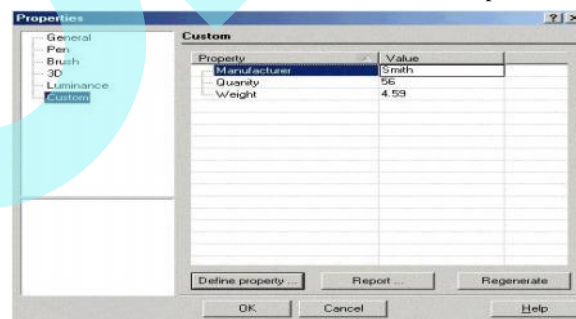 Properties
General
Pen
Brush
3D
Luminance
Custom
Custom
Property Value
Manufacturer Smith
Quanity 56
Weight 4.59
Define property ... Report ... Regenerate
OK Cancel Help